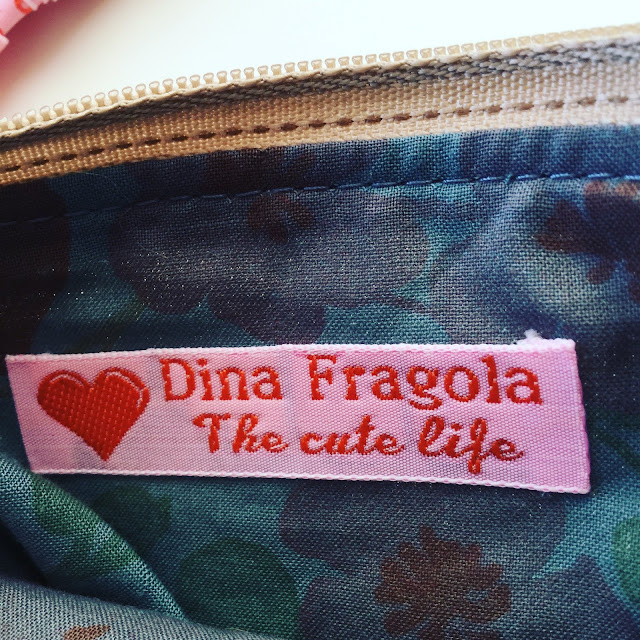 Dina Fragola
The cute life